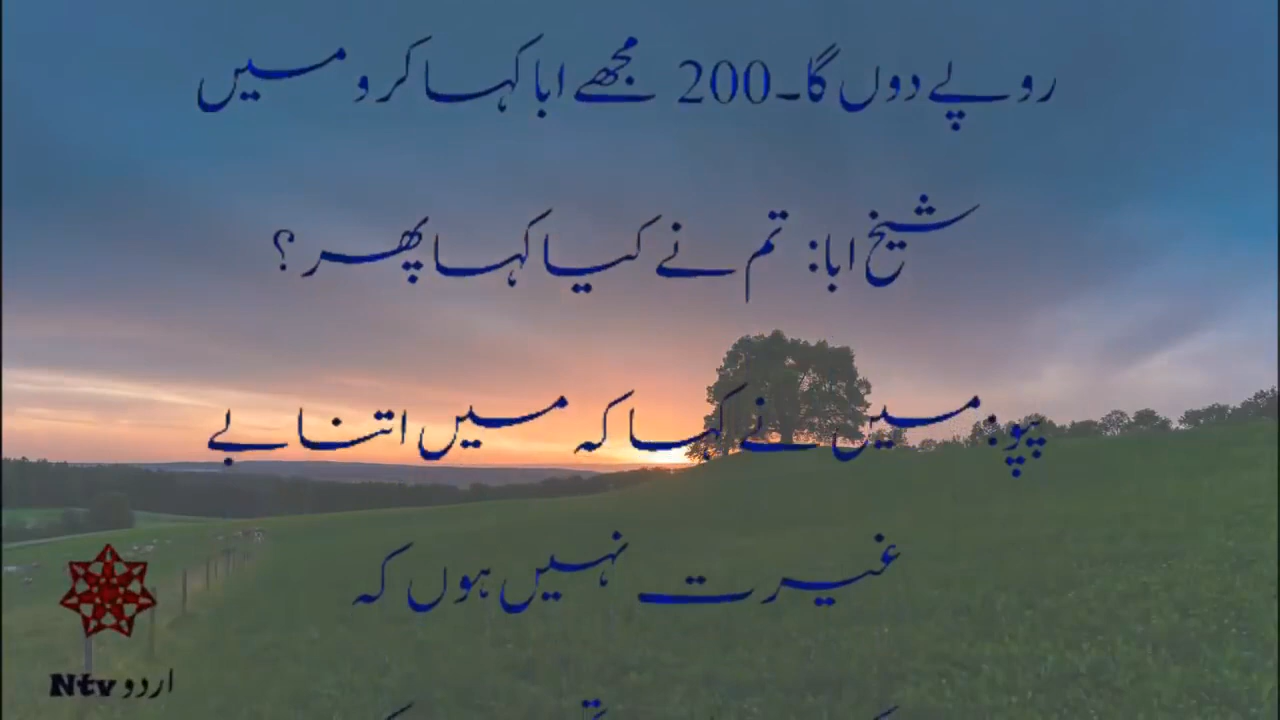 روپے دوں گا۔200 مجھے ابا کہا کرو میں
شیخ ابا: تم نے کیا کہا پھر؟
پپو: میں نے کہا کہ میں اتنا بے
غیرت نہیں ہوں کہ
Ntv اردو